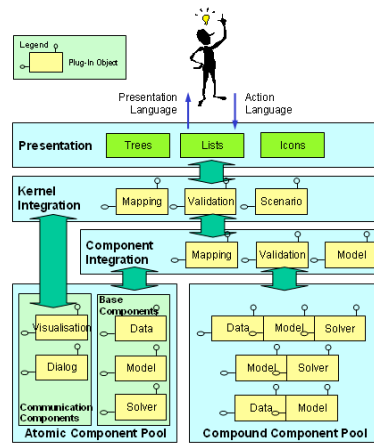 Legend
Plug-In Object
Presentation Language
Action Language
Presentation
Trees
Lists
Icons
Kernel Integration
Mapping
Validation
Scenario
Component Integration
Mapping
Validation
Model
Base Components
Visualisation
Data
Dialog
Model
Solver
Communication Components
Atomic Component Pool
Data
Model
Solver
Model
Solver
Data
Model
Compound Component Pool